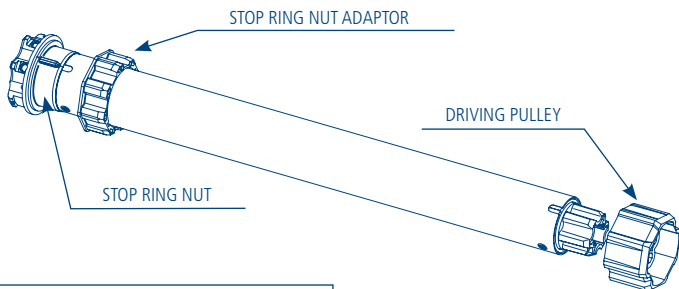 STOP RING NUT ADAPTOR
DRIVING PULLEY
STOP RING NUT